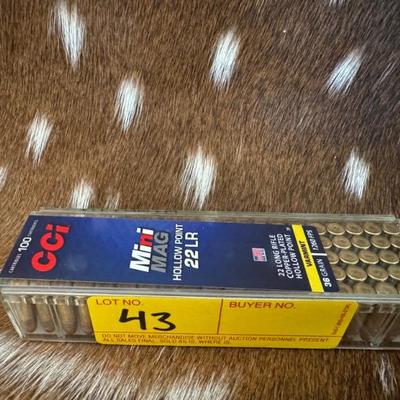 100
CARTRIDGES
CCI
Mini
MAG
HOLLOW POINT
22 LR
22 LONG RIFLE
COPPER-PLATED
HOLLOW POINT
VARMINT
36 GRAIN 1260 FPS
LOT NO.
43
BUYER NO.
DO NOT MOVE MERCHANDISE WITHOUT AUCTION PERSONNEL PRESENT
ALL SALES FINAL, SOLD AS IS, WHERE IS.